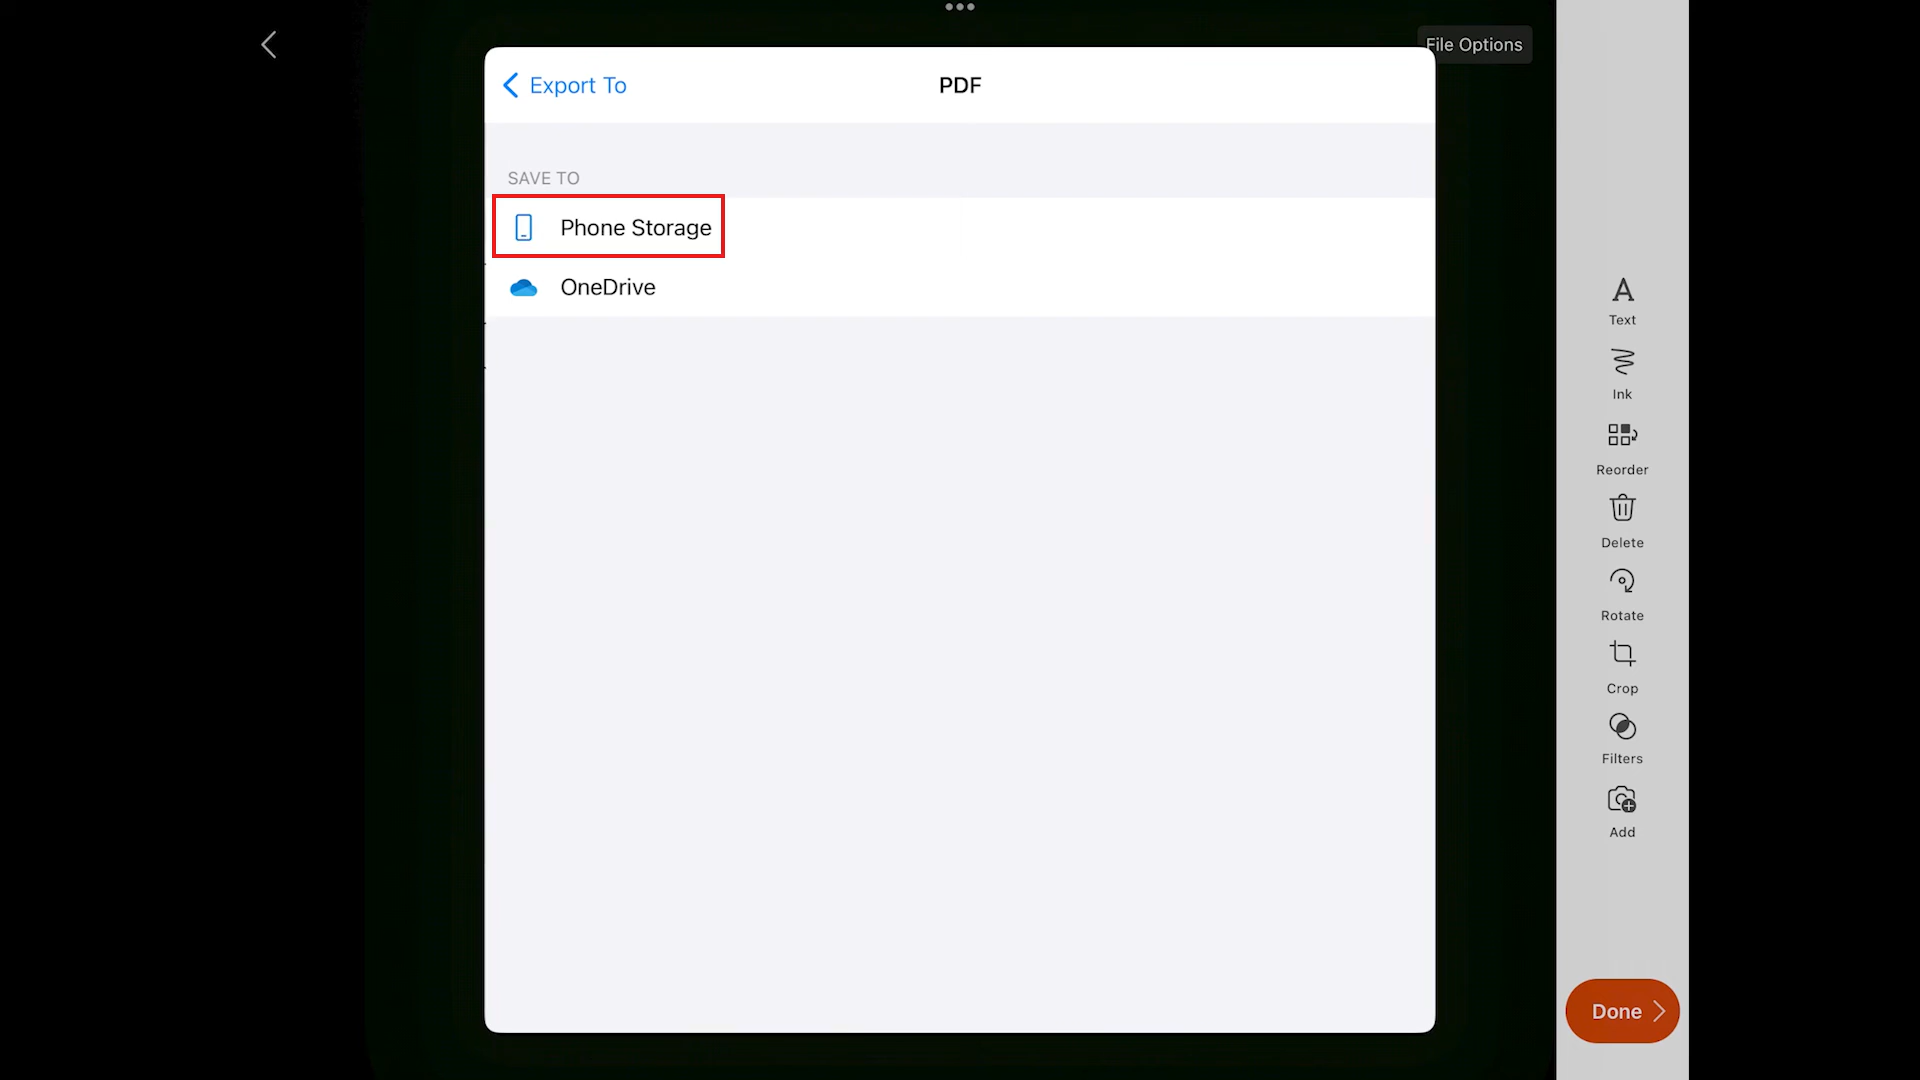 File Options
Export To
PDF
SAVE TO
Phone Storage
OneDrive
Text
Ink
Reorder
Delete
Rotate
Crop
Filters
Add
Done